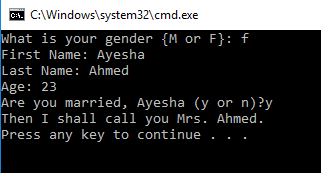 C:\Windows\system32\cmd.exe
What is your gender {M or F}: f
First Name: Ayesha
Last Name: Ahmed
Age: 23
Are you married, Ayesha (y or n)?y
Then I shall call you Mrs. Ahmed.
Press any key to continue . . .